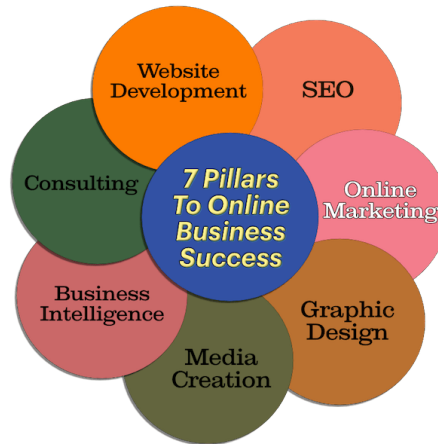 7 Pillars
To Online
Business
Success
Website
Development
SEO
Online
Marketing
Graphic
Design
Media
Creation
Business
Intelligence
Consulting